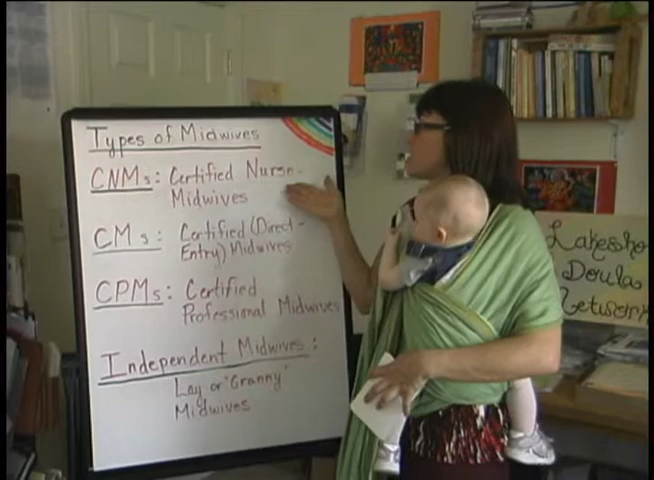 Types of Midwives
CNMs: Certified Nurse-
Midwives
CMs: Certified (Direct-
Entry) Midwives
CPMs: Certified
Professional Midwives
Independent Midwives:
Lay or "Granny"
Midwives
Lakesho
Doula
Network